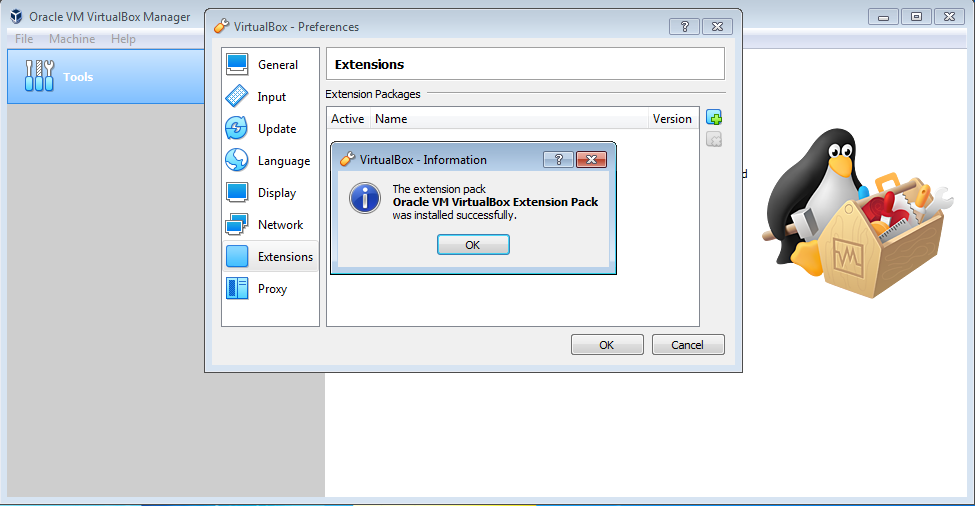 Oracle VM VirtualBox Manager
File Machine Help
Tools
VirtualBox - Preferences
General
Input
Update
Language
Display
Network
Extensions
Proxy
Extensions
Extension Packages
Active Name Version
VirtualBox - Information
The extension pack
Oracle VM VirtualBox Extension Pack
was installed successfully.
OK
OK Cancel
d